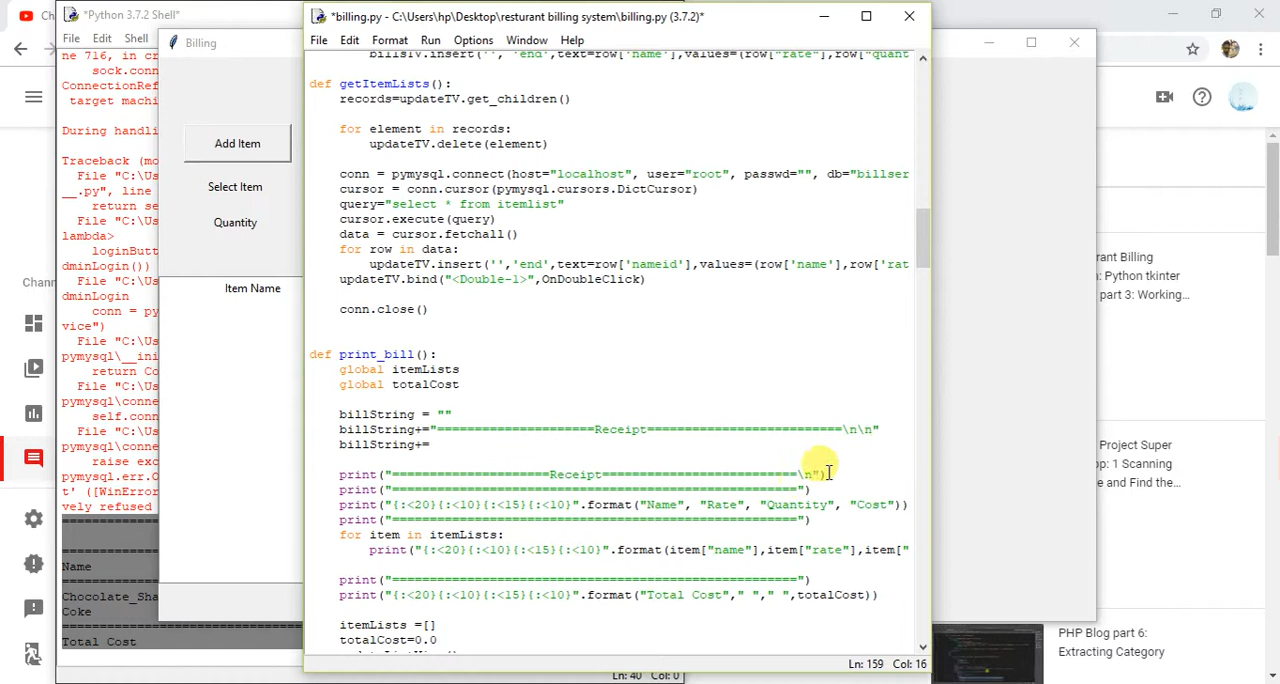 *Python 3.7.2 Shell*
File Edit Shell
ne 716, in cr
sock.conn
ConnectionRef
target machi
During handli
Traceback (mo
File "C:\Us
__.py", line
return se
File "C:\Us
lambda>
loginButt
dminLogin())
File "C:\Us
dminLogin
conn = py
vice")
File "C:\Us
pymysql\__ini
return Co
File "C:\Us
pymysql\conne
self.conn
File "C:\Us
pymysql\conne
raise exc
pymysql.err.O
t' ([WinError
vely refused
Name
Chocolate_Sha
Coke
Total Cost
Ln: 40 Col: 0
Billing
Add Item
Select Item
Quantity
Item Name
*billing.py - C:\Users\hp\Desktop\resturant billing system\billing.py (3.7.2)*
File Edit Format Run Options Window Help
billsTV.insert('', 'end',text=row['name'],values=(row["rate"],row["quant
def getItemLists():
records=updateTV.get_children()
for element in records:
updateTV.delete(element)
conn = pymysql.connect(host="localhost", user="root", passwd="", db="billser
cursor = conn.cursor(pymysql.cursors.DictCursor)
query="select * from itemlist"
cursor.execute(query)
data = cursor.fetchall()
for row in data:
updateTV.insert('','end',text=row['nameid'],values=(row['name'],row['rat
updateTV.bind("<Double-1>",OnDoubleClick)
conn.close()
def print_bill():
global itemLists
global totalCost
billString = ""
billString+="=====================Receipt==========================\n\n"
billString+=
print("=====================Receipt==========================\n")
print("======================================================")
print("{:<20}{:<10}{:<15}{:<10}".format("Name", "Rate", "Quantity", "Cost"))
print("======================================================")
for item in itemLists:
print("{:<20}{:<10}{:<15}{:<10}".format(item["name"],item["rate"],item["
print("======================================================")
print("{:<20}{:<10}{:<15}{:<10}".format("Total Cost"," "," ",totalCost))
itemLists =[]
totalCost=0.0
Ln: 159 Col: 16
Ch
Chann
urant Billing
n: Python tkinter
part 3: Working...
Project Super
op: 1 Scanning
e and Find the...
PHP Blog part 6:
Extracting Category